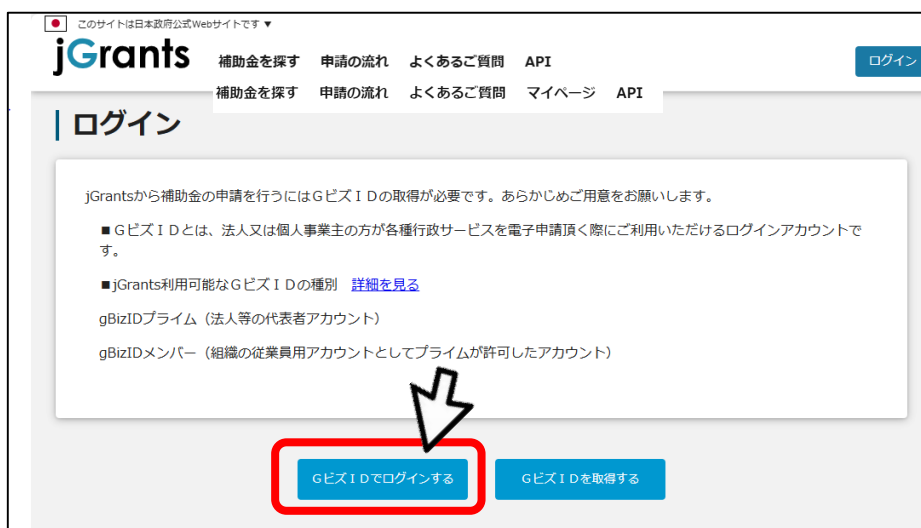 このサイトは日本政府公式Webサイトです ▼
jGrants 補助金を探す 申請の流れ よくあるご質問 API ログイン
補助金を探す 申請の流れ よくあるご質問 マイページ API
ログイン
jGrantsから補助金の申請を行うにはGビズIDの取得が必要です。あらかじめご用意をお願いします。
■GビズIDとは、法人又は個人事業主の方が各種行政サービスを電子申請頂く際にご利用いただけるログインアカウントで
す。
■jGrants利用可能なGビズIDの種別 詳細を見る
gBizIDプライム(法人等の代表者アカウント)
gBizIDメンバー(組織の従業員用アカウントとしてプライムが許可したアカウント)
GビズIDでログインする GビズIDを取得する